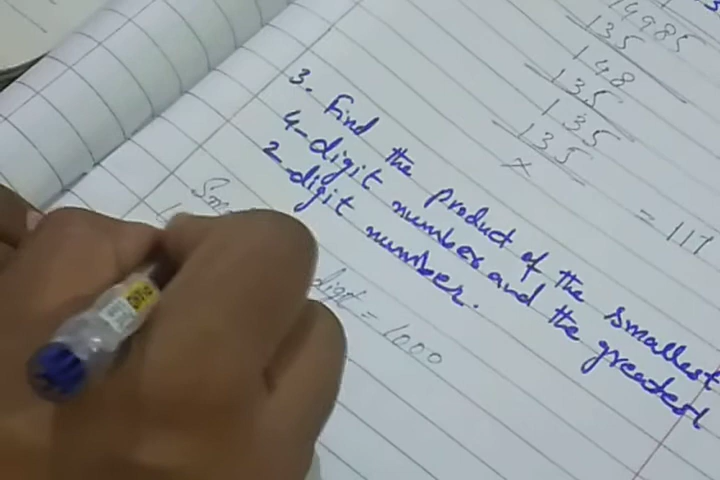 14985
135
148
135
135
135
×
= 117
3. Find the product of the smallest
4-digit number and the greatest
2-digit number.
digit = 1000